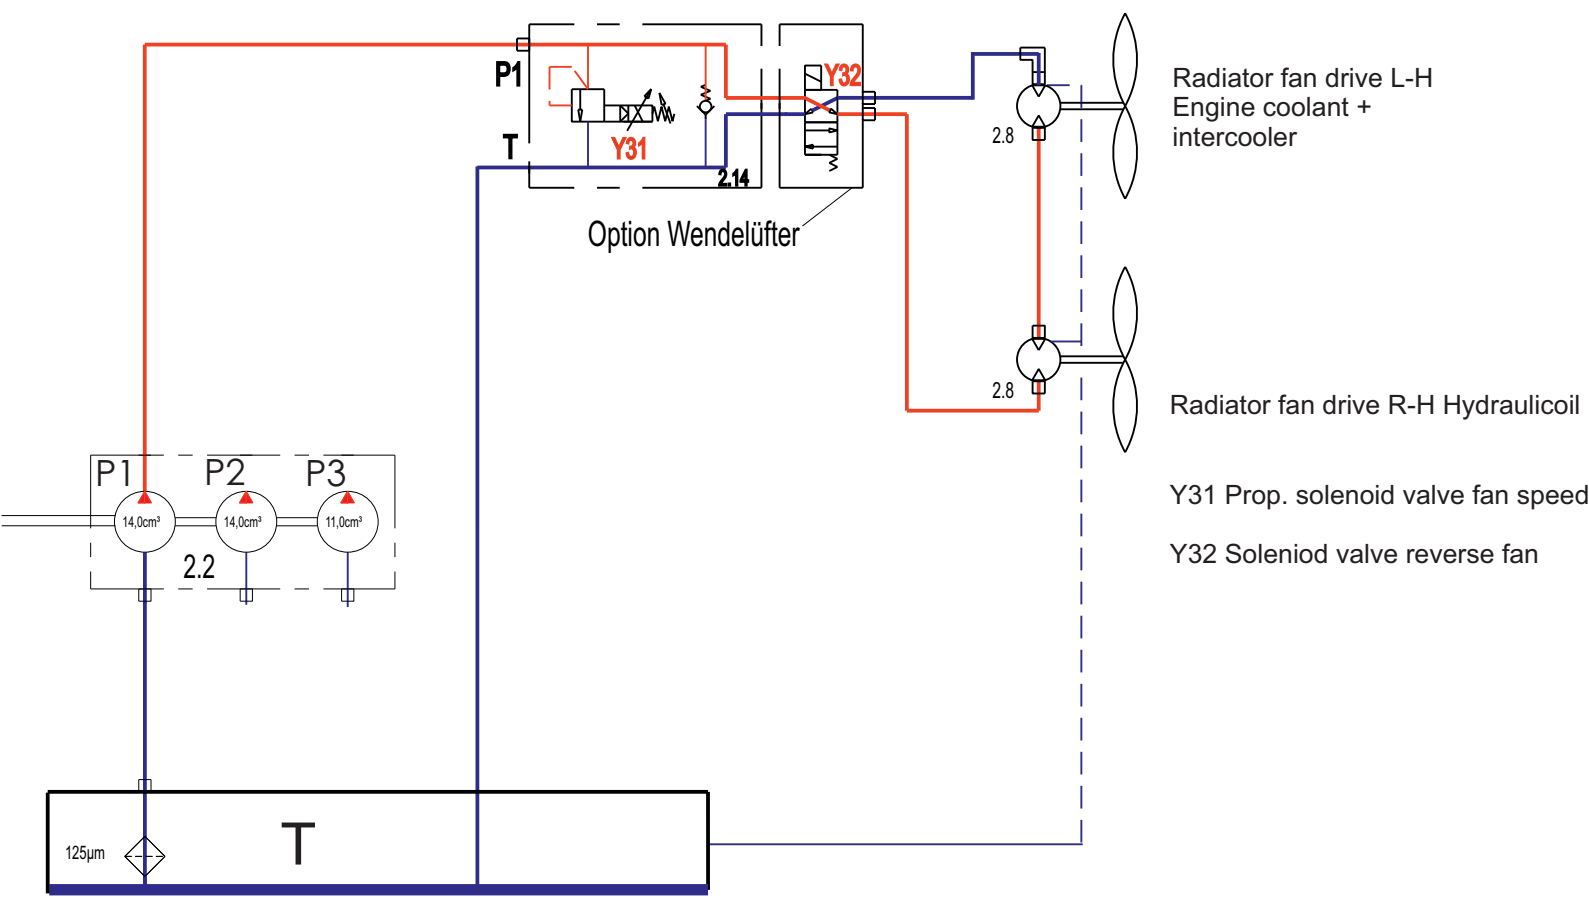 P1
Y32
T
Y31
2.14
Option Wendelüfter
2.8
Radiator fan drive L-H
Engine coolant +
intercooler
2.8
Radiator fan drive R-H Hydraulicoil
Y31 Prop. solenoid valve fan speed
Y32 Soleniod valve reverse fan
P1 P2 P3
14,0cm³ 14,0cm³ 11,0cm³
2.2
125µm
T